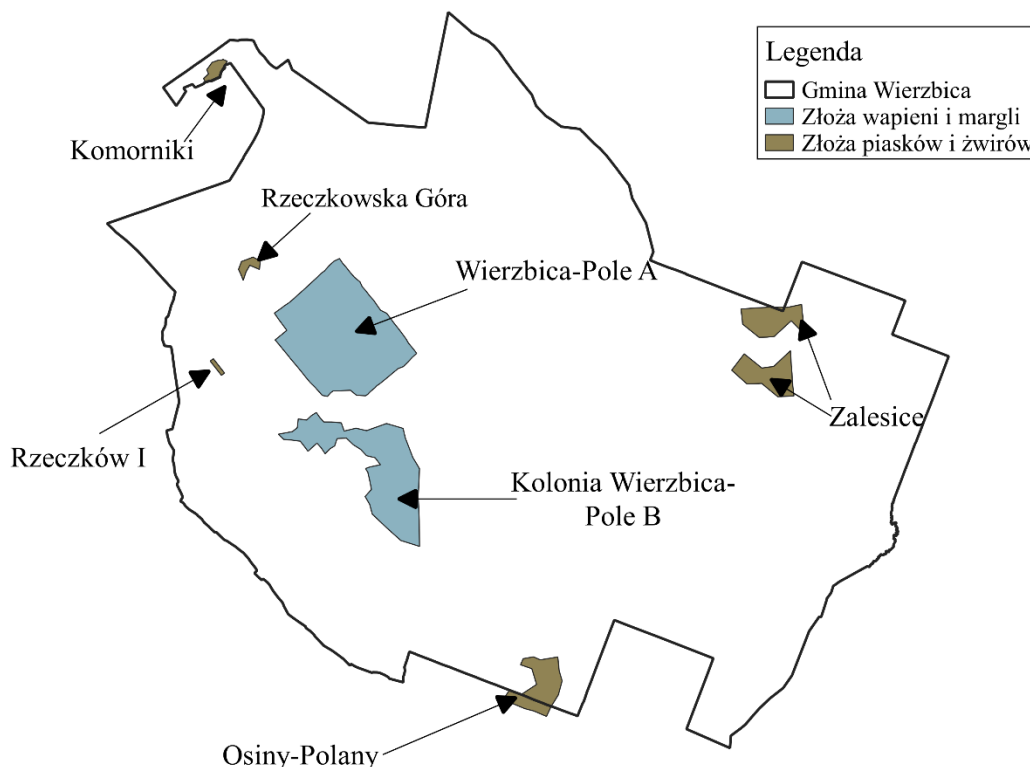 Legenda
Gmina Wierzbica
Złoża wapieni i margli
Złoża piasków i żwirów
Komorniki
Rzeczkowska Góra
Wierzbica-Pole A
Zalesice
Rzeczków I
Kolonia Wierzbica-
Pole B
Osiny-Polany